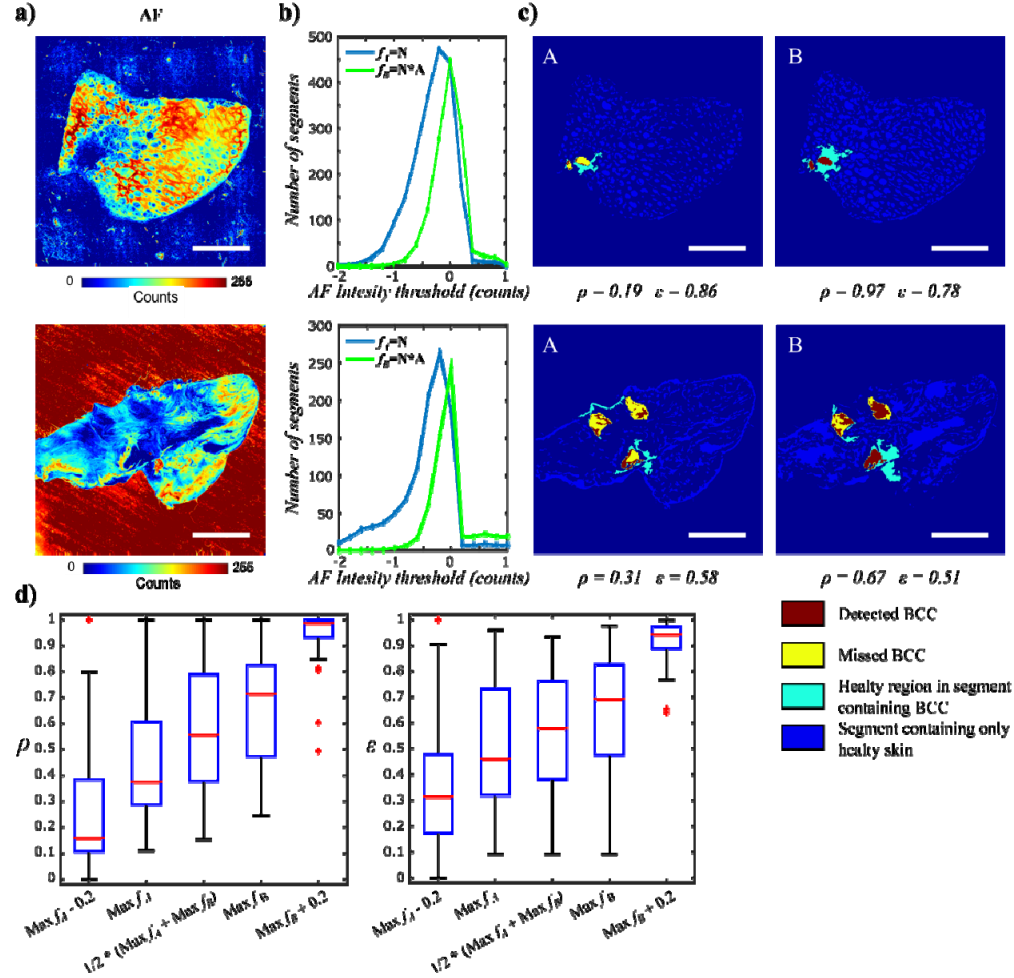 a)
AF
0
255
Counts
0
255
Counts
b)
500
400
300
200
100
0
-2
-1
0
1
Number of segments
f₁=N
f_B=N*A
AF Intesity threshold (counts)
300
250
200
150
100
50
0
-2
-1
0
1
Number of segments
f₁=N
f_B=N*A
AF Intesity threshold (counts)
c)
A
B
ρ = 0.19 ε = 0.86
ρ = 0.97 ε = 0.78
A
B
ρ = 0.31 ε = 0.58
ρ = 0.67 ε = 0.51
d)
1
0.9
0.8
0.7
0.6
0.5
0.4
0.3
0.2
0.1
0
ρ
Max f_A - 0.2
Max f_A
1/2 * (Max f_A + Max f_B)
Max f_B
Max f_B + 0.2
1
0.9
0.8
0.7
0.6
0.5
0.4
0.3
0.2
0.1
0
ε
Max f_A - 0.2
Max f_A
1/2 * (Max f_A + Max f_B)
Max f_B
Max f_B + 0.2
Detected BCC
Missed BCC
Healty region in segment
containing BCC
Segment containing only
healty skin